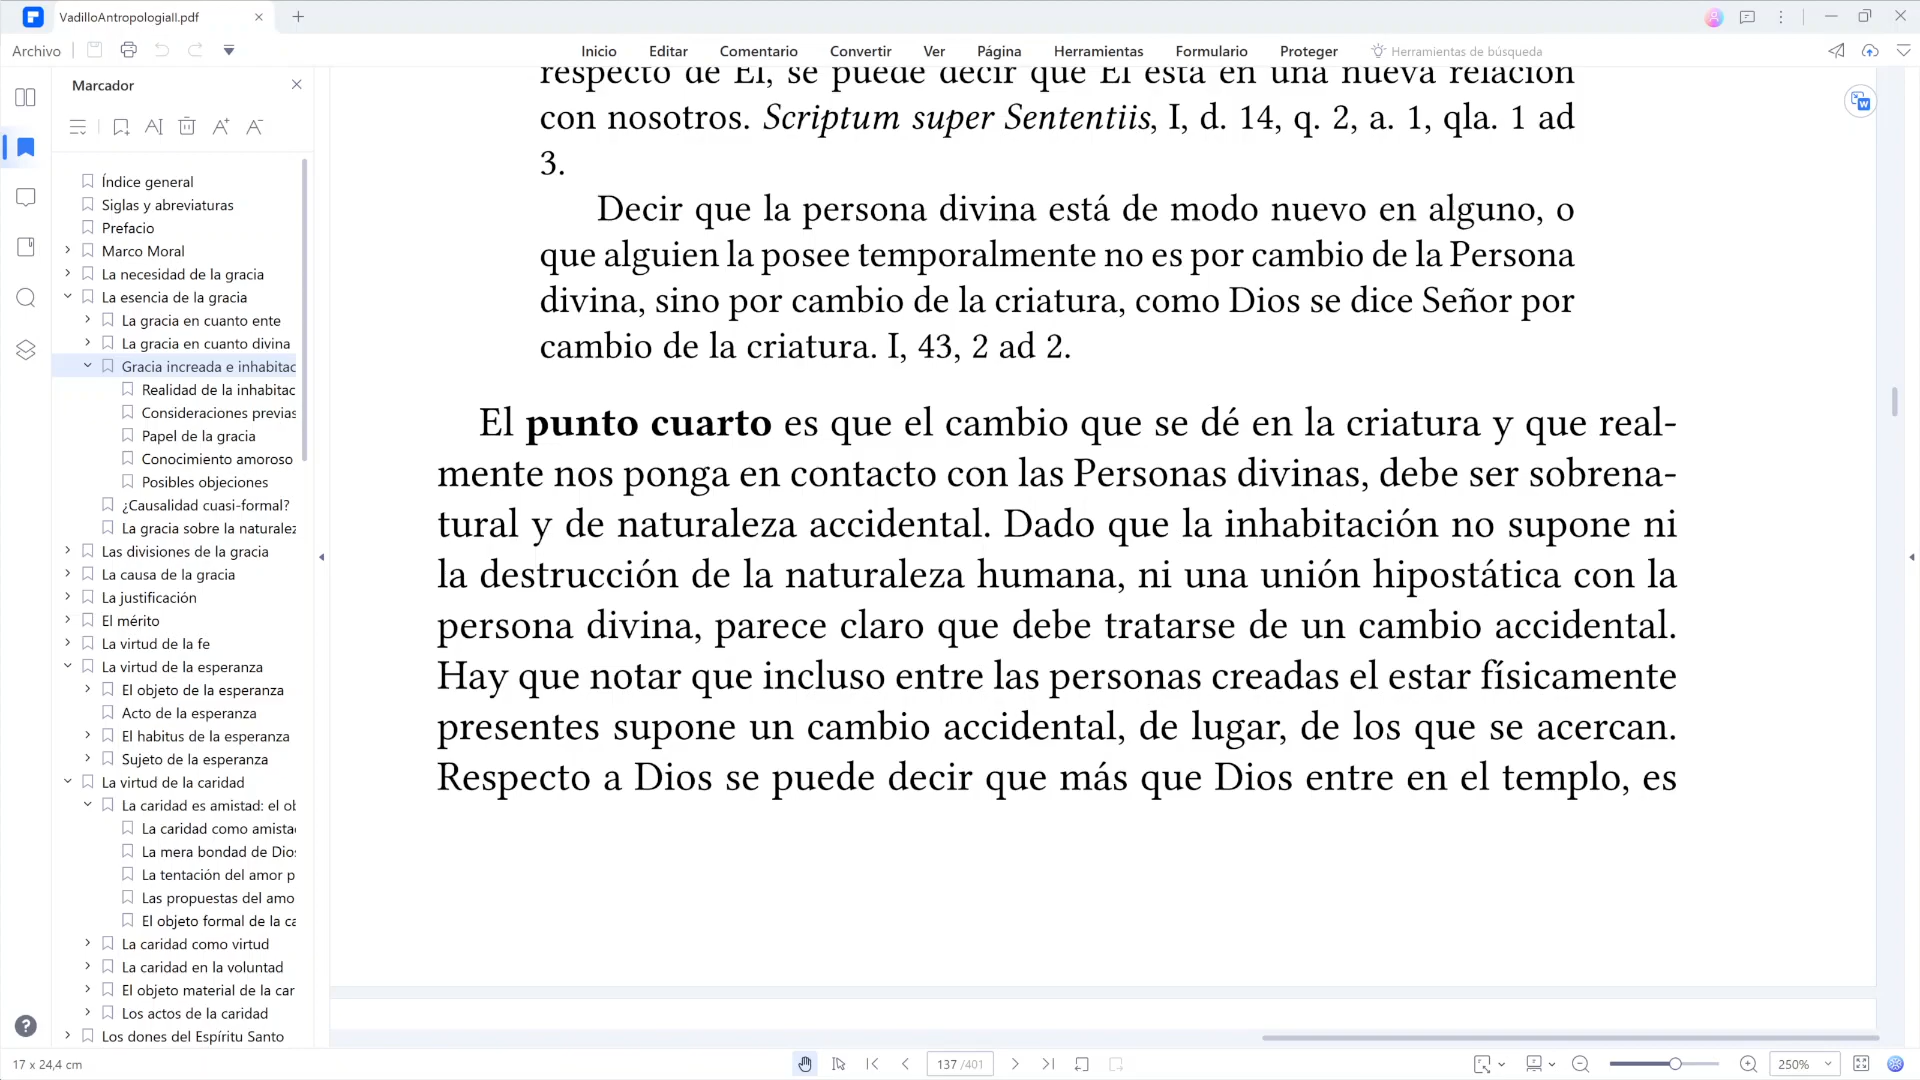 VadilloAntropologiaII.pdf
Archivo
Inicio
Editar
Comentario
Convertir
Ver
Página
Herramientas
Formulario
Proteger
Herramientas de búsqueda
Marcador
Índice general
Siglas y abreviaturas
Prefacio
Marco Moral
La necesidad de la gracia
La esencia de la gracia
La gracia en cuanto ente
La gracia en cuanto divina
Gracia increada e inhabitac
Realidad de la inhabitac
Consideraciones previas
Papel de la gracia
Conocimiento amoroso
Posibles objeciones
¿Causalidad cuasi-formal?
La gracia sobre la naturalez
Las divisiones de la gracia
La causa de la gracia
La justificación
El mérito
La virtud de la fe
La virtud de la esperanza
El objeto de la esperanza
Acto de la esperanza
El habitus de la esperanza
Sujeto de la esperanza
La virtud de la caridad
La caridad es amistad: el ob
La caridad como amista
La mera bondad de Dios
La tentación del amor p
Las propuestas del amo
El objeto formal de la ca
La caridad como virtud
La caridad en la voluntad
El objeto material de la car
Los actos de la caridad
Los dones del Espíritu Santo
respecto de Él, se puede decir que Él está en una nueva relación
con nosotros. Scriptum super Sententiis, I, d. 14, q. 2, a. 1, qla. 1 ad
3.
Decir que la persona divina está de modo nuevo en alguno, o
que alguien la posee temporalmente no es por cambio de la Persona
divina, sino por cambio de la criatura, como Dios se dice Señor por
cambio de la criatura. I, 43, 2 ad 2.
El punto cuarto es que el cambio que se dé en la criatura y que real-
mente nos ponga en contacto con las Personas divinas, debe ser sobrena-
tural y de naturaleza accidental. Dado que la inhabitación no supone ni
la destrucción de la naturaleza humana, ni una unión hipostática con la
persona divina, parece claro que debe tratarse de un cambio accidental.
Hay que notar que incluso entre las personas creadas el estar físicamente
presentes supone un cambio accidental, de lugar, de los que se acercan.
Respecto a Dios se puede decir que más que Dios entre en el templo, es
17 x 24,4 cm
137 /401
250%